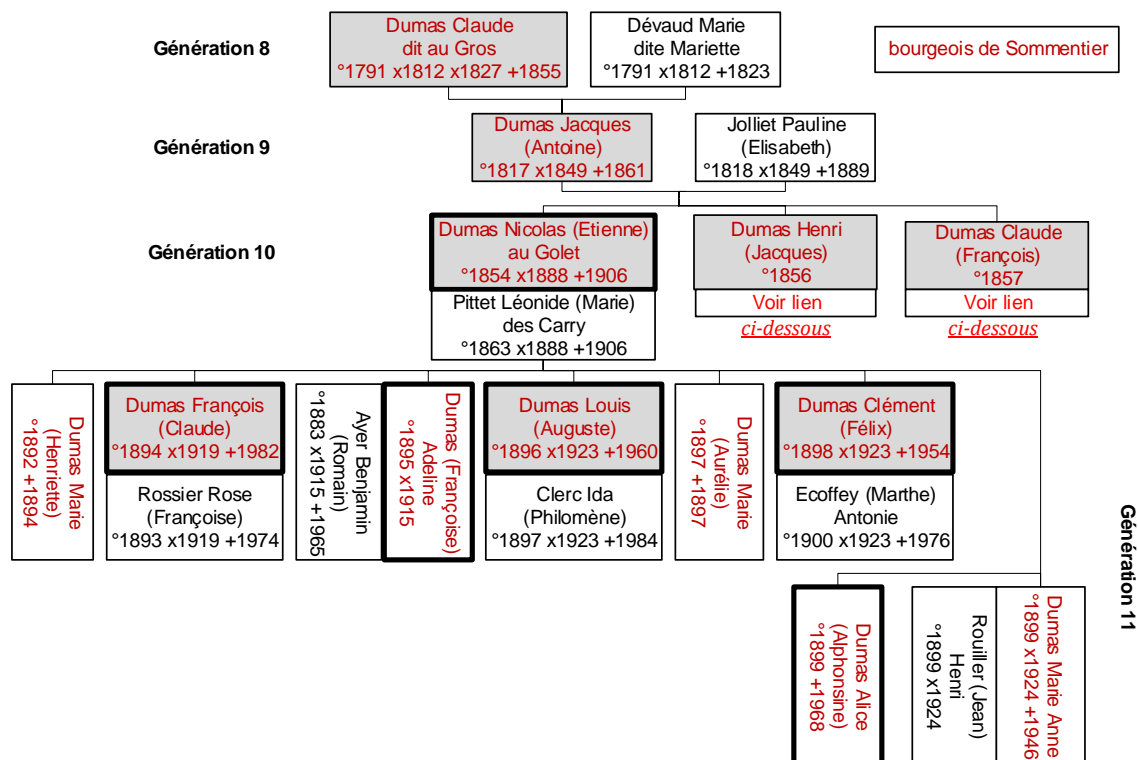 Génération 8
Dumas Claude
dit au Gros
°1791 x1812 x1827 +1855
Dévaud Marie
dite Mariette
°1791 x1812 +1823
bourgeois de Sommentier
Génération 9
Dumas Jacques
(Antoine)
°1817 x1849 +1861
Jolliet Pauline
(Elisabeth)
°1818 x1849 +1889
Génération 10
Dumas Nicolas (Etienne)
au Golet
°1854 x1888 +1906
Pittet Léonide (Marie)
des Carry
°1863 x1888 +1906
Dumas Henri
(Jacques)
°1856
Voir lien
ci-dessous
Dumas Claude
(François)
°1857
Voir lien
ci-dessous
Dumas Marie
(Henriette)
°1892 +1894
Dumas François
(Claude)
°1894 x1919 +1982
Rossier Rose
(Françoise)
°1893 x1919 +1974
Ayer Benjamin
(Romain)
°1883 x1915 +1965
Dumas (Françoise)
Adeline
°1895 x1915
Dumas Louis
(Auguste)
°1896 x1923 +1960
Clerc Ida
(Philomène)
°1897 x1923 +1984
Dumas Marie
(Aurélie)
°1897 +1897
Dumas Clément
(Félix)
°1898 x1923 +1954
Ecoffey (Marthe)
Antonie
°1900 x1923 +1976
Génération 11
Dumas Alice
(Alphonsine)
°1899 +1968
Rouiller (Jean)
Henri
°1899 x1924
Dumas Marie Anne
°1899 x1924 +1946